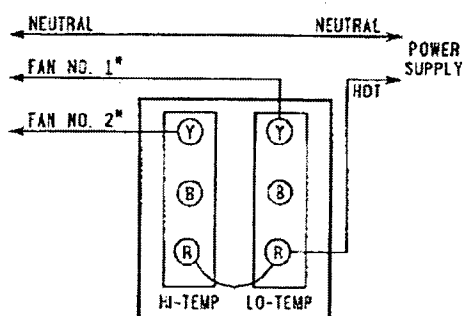 NEUTRAL NEUTRAL
POWER
SUPPLY
FAN NO. 1*
HOT
FAN NO. 2*
Y Y
B B
R R
HI-TEMP LO-TEMP